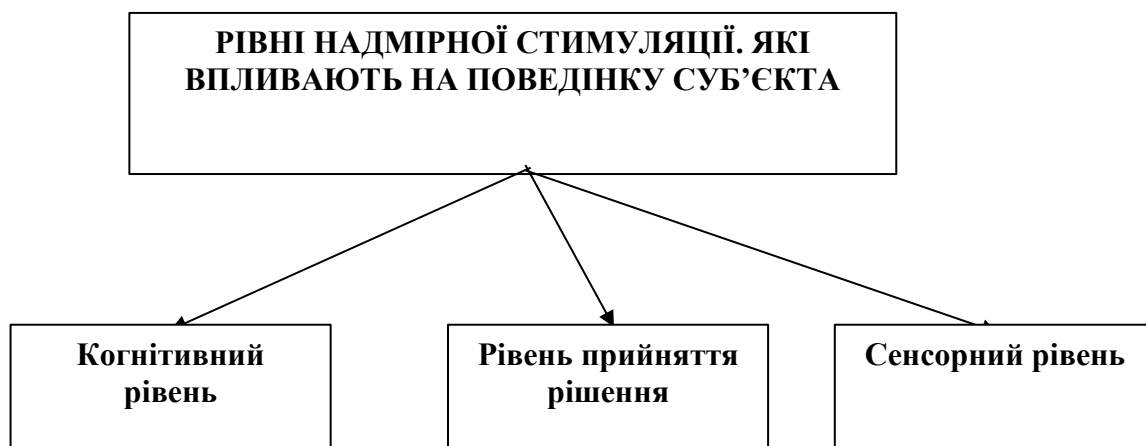 РІВНІ НАДМІРНОЇ СТИМУЛЯЦІЇ. ЯКІ
ВПЛИВАЮТЬ НА ПОВЕДІНКУ СУБ’ЄКТА
Когнітивний
рівень
Рівень прийняття
рішення
Сенсорний рівень